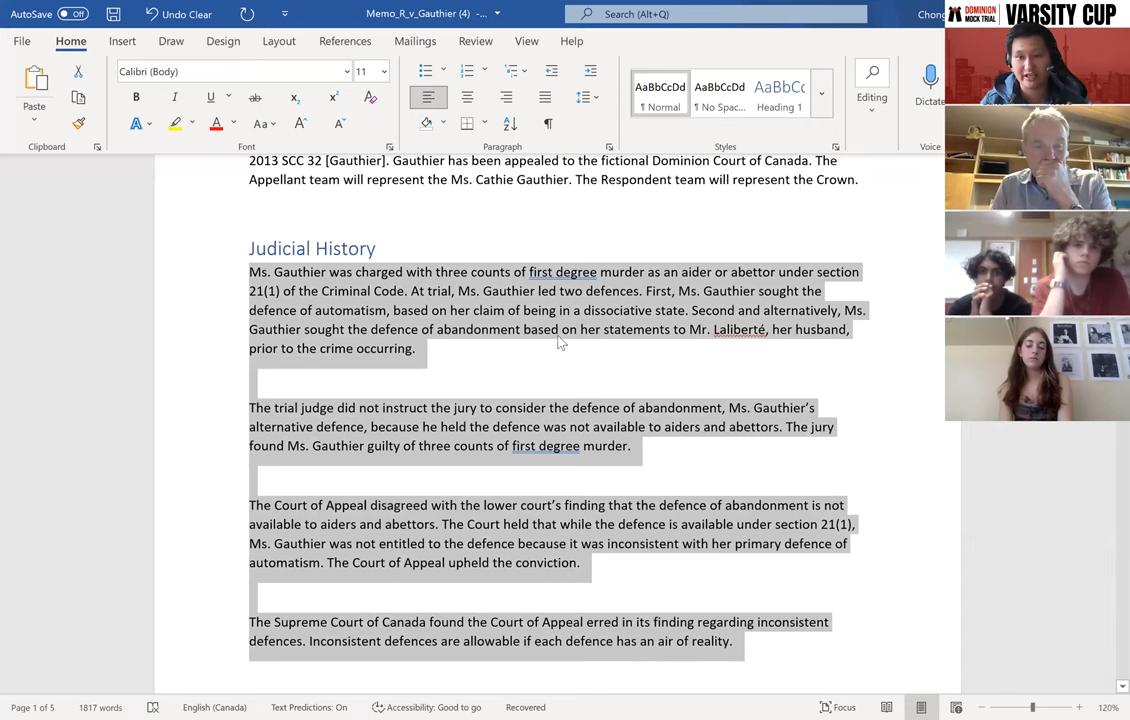 AutoSave
Off
Undo Clear
Memo_R_v_Gauthier (4) -...
Search (Alt+Q)
Chong
DOMINION
MOCK TRIAL
VARSITY CUP
File
Home
Insert
Draw
Design
Layout
References
Mailings
Review
View
Help
Paste
Clipboard
Calibri (Body)
11
Font
Paragraph
AaBbCcDd
¶ Normal
AaBbCcDd
¶ No Spac...
AaBbCc
Heading 1
Styles
Editing
Dictate
Voice
2013 SCC 32 [Gauthier]. Gauthier has been appealed to the fictional Dominion Court of Canada. The
Appellant team will represent the Ms. Cathie Gauthier. The Respondent team will represent the Crown.
Judicial History
Ms. Gauthier was charged with three counts of first degree murder as an aider or abettor under section
21(1) of the Criminal Code. At trial, Ms. Gauthier led two defences. First, Ms. Gauthier sought the
defence of automatism, based on her claim of being in a dissociative state. Second and alternatively, Ms.
Gauthier sought the defence of abandonment based on her statements to Mr. Laliberté, her husband,
prior to the crime occurring.
The trial judge did not instruct the jury to consider the defence of abandonment, Ms. Gauthier’s
alternative defence, because he held the defence was not available to aiders and abettors. The jury
found Ms. Gauthier guilty of three counts of first degree murder.
The Court of Appeal disagreed with the lower court’s finding that the defence of abandonment is not
available to aiders and abettors. The Court held that while the defence is available under section 21(1),
Ms. Gauthier was not entitled to the defence because it was inconsistent with her primary defence of
automatism. The Court of Appeal upheld the conviction.
The Supreme Court of Canada found the Court of Appeal erred in its finding regarding inconsistent
defences. Inconsistent defences are allowable if each defence has an air of reality.
Page 1 of 5
1817 words
English (Canada)
Text Predictions: On
Accessibility: Good to go
Recovered
Focus
120%